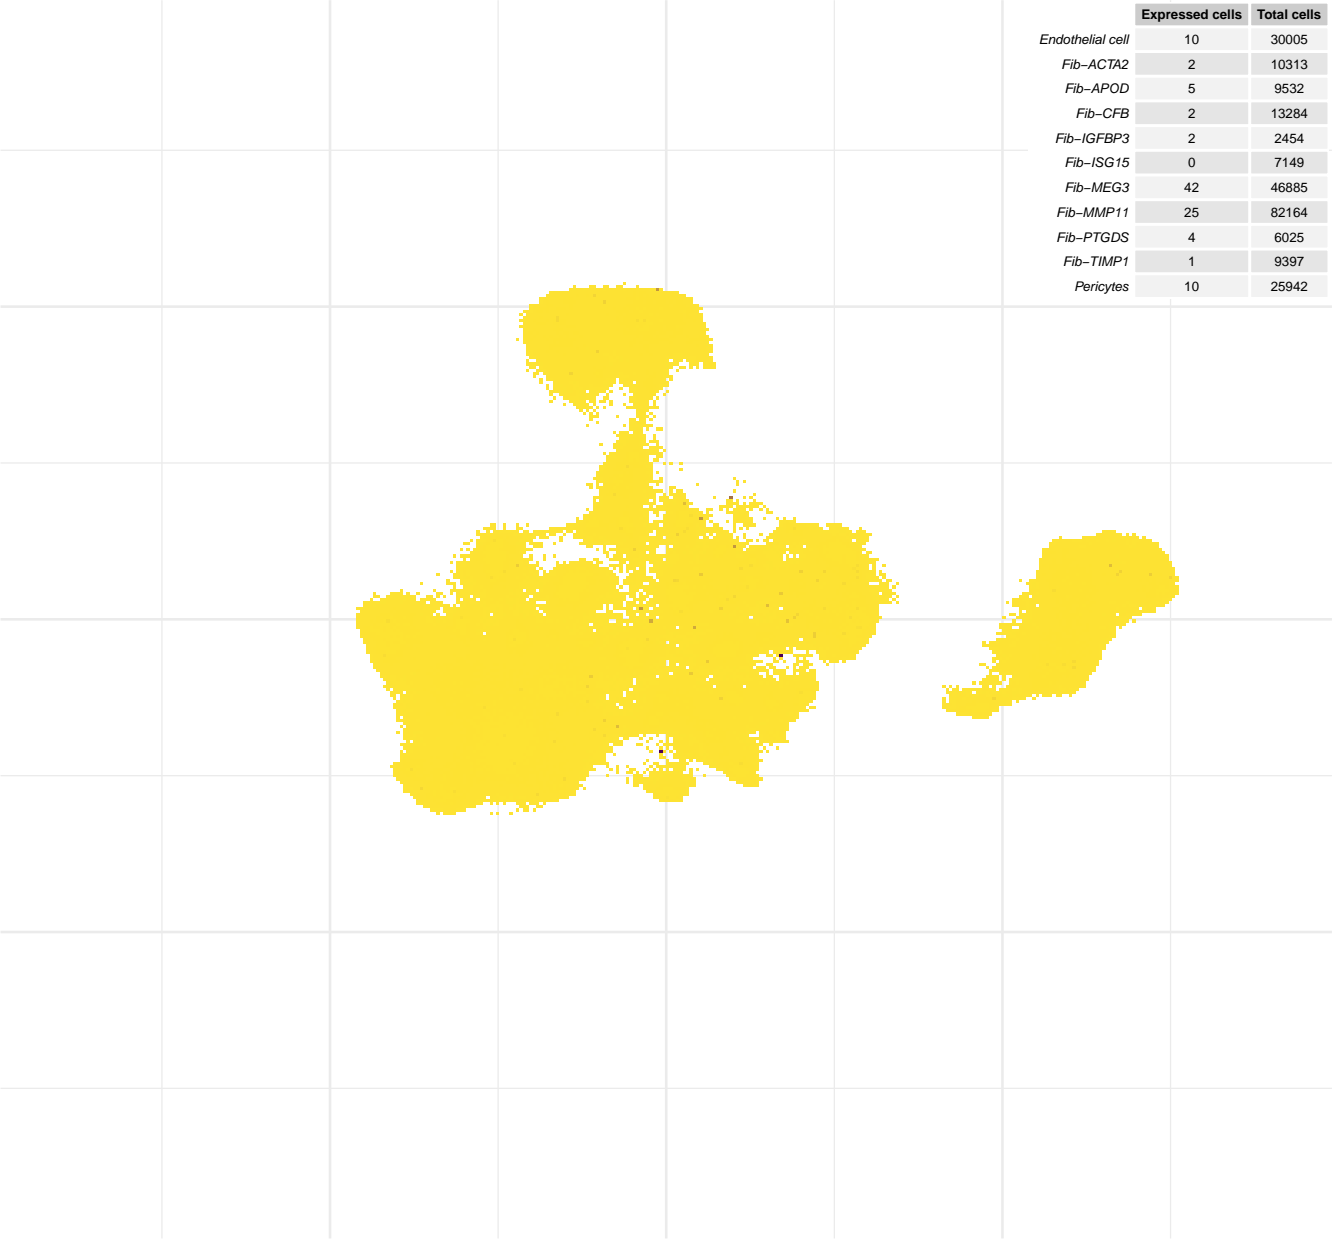 Expressed cells Total cells
Endothelial cell 10 30005
Fib−ACTA2 2 10313
Fib−APOD 5 9532
Fib−CFB 2 13284
Fib−IGFBP3 2 2454
Fib−ISG15 0 7149
Fib−MEG3 42 46885
Fib−MMP11 25 82164
Fib−PTGDS 4 6025
Fib−TIMP1 1 9397
Pericytes 10 25942